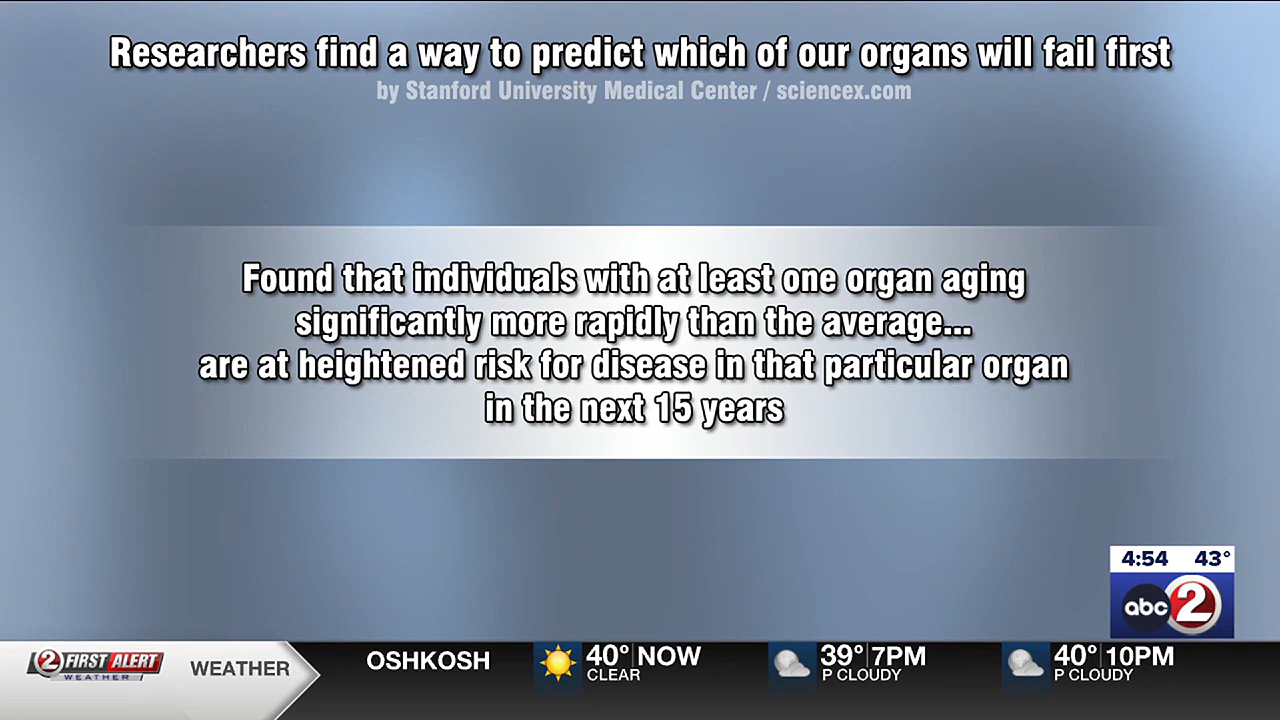 Researchers find a way to predict which of our organs will fail first
by Stanford University Medical Center / sciencex.com
Found that individuals with at least one organ aging
significantly more rapidly than the average...
are at heightened risk for disease in that particular organ
in the next 15 years
4:54 43°
abc 2
2 FIRST ALERT
WEATHER
WEATHER
OSHKOSH
40° NOW
CLEAR
39° 7PM
P CLOUDY
40° 10PM
P CLOUDY